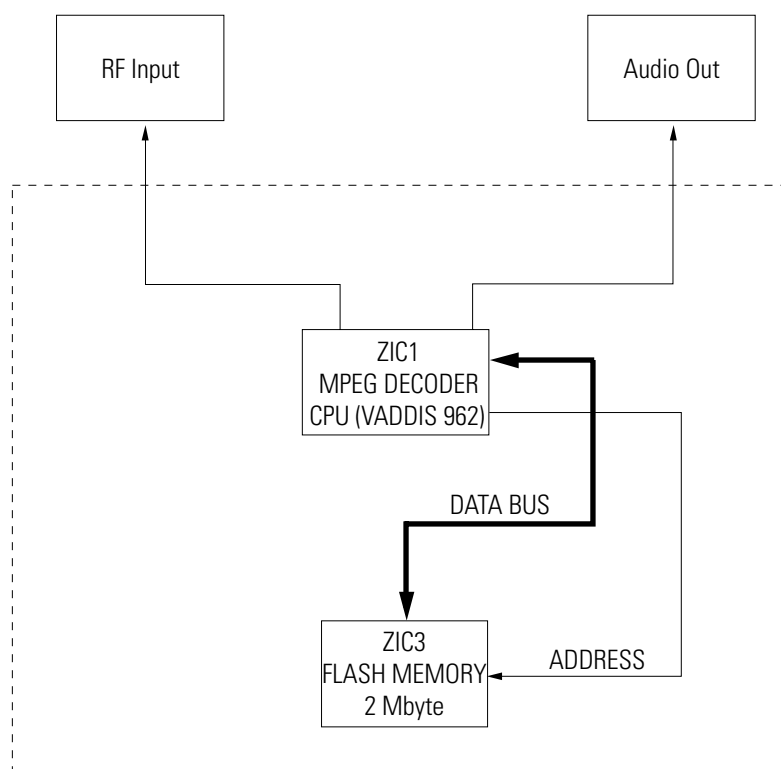 RF Input
Audio Out
ZIC1
MPEG DECODER
CPU (VADDIS 962)
DATA BUS
ZIC3
FLASH MEMORY
2 Mbyte
ADDRESS